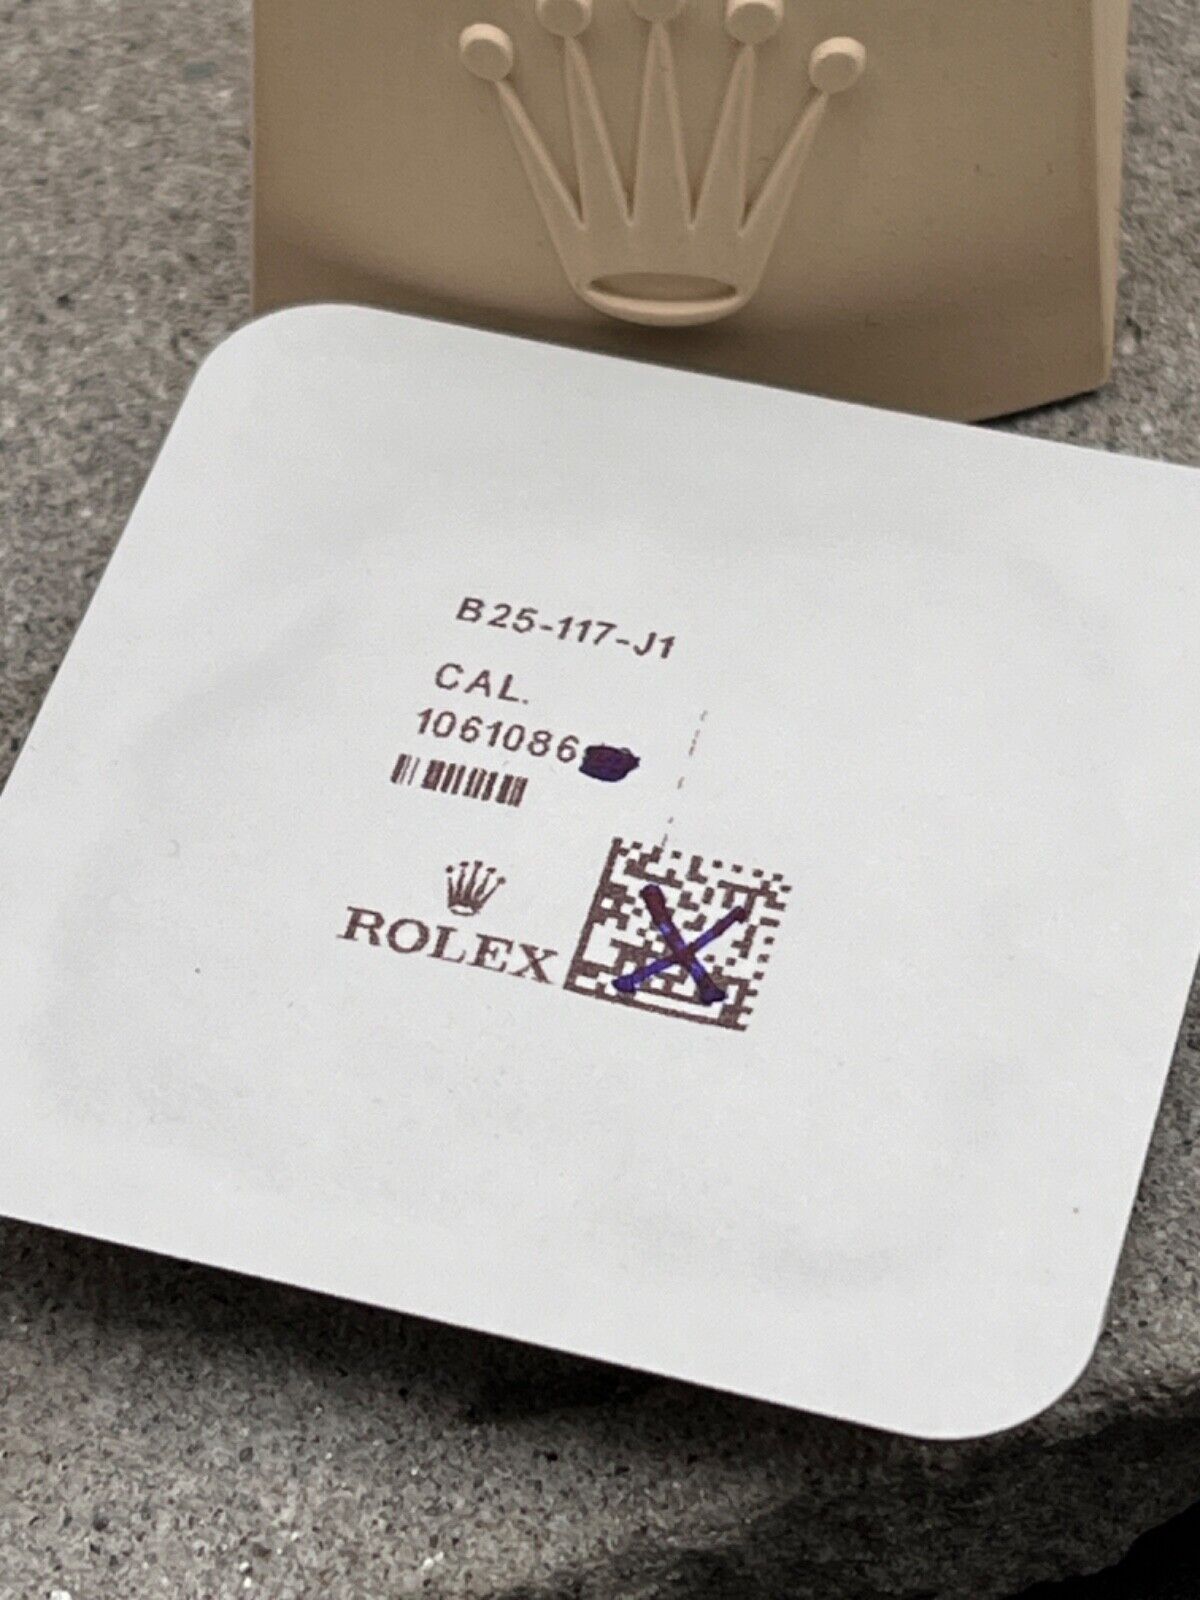 B25-117-J1
CAL.
1061086
ROLEX